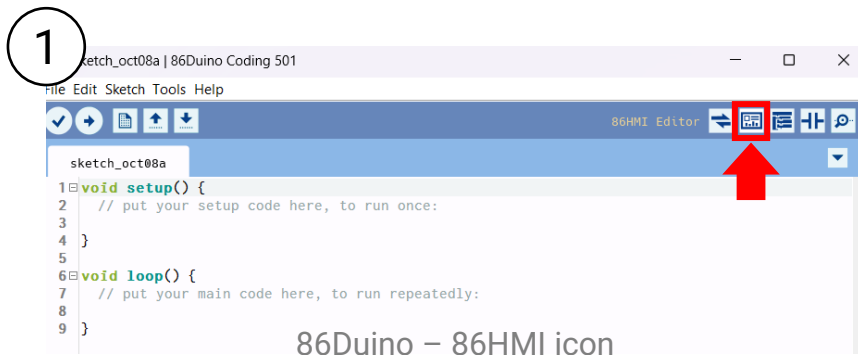 1
ketch_oct08a | 86Duino Coding 501
File Edit Sketch Tools Help
86HMI Editor
sketch_oct08a
1 void setup() {
2 // put your setup code here, to run once:
3
4 }
5
6 void loop() {
7 // put your main code here, to run repeatedly:
8
9 }
86Duino – 86HMI icon